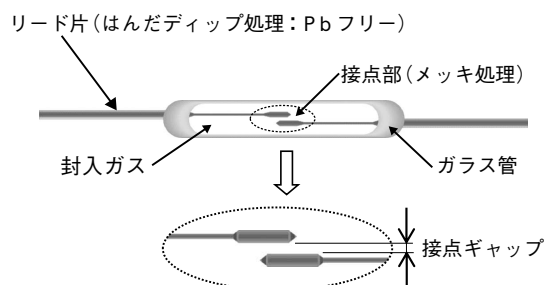 リード片（はんだディップ処理：Ｐｂフリー）
接点部（メッキ処理）
封入ガス
ガラス管
接点ギャップ